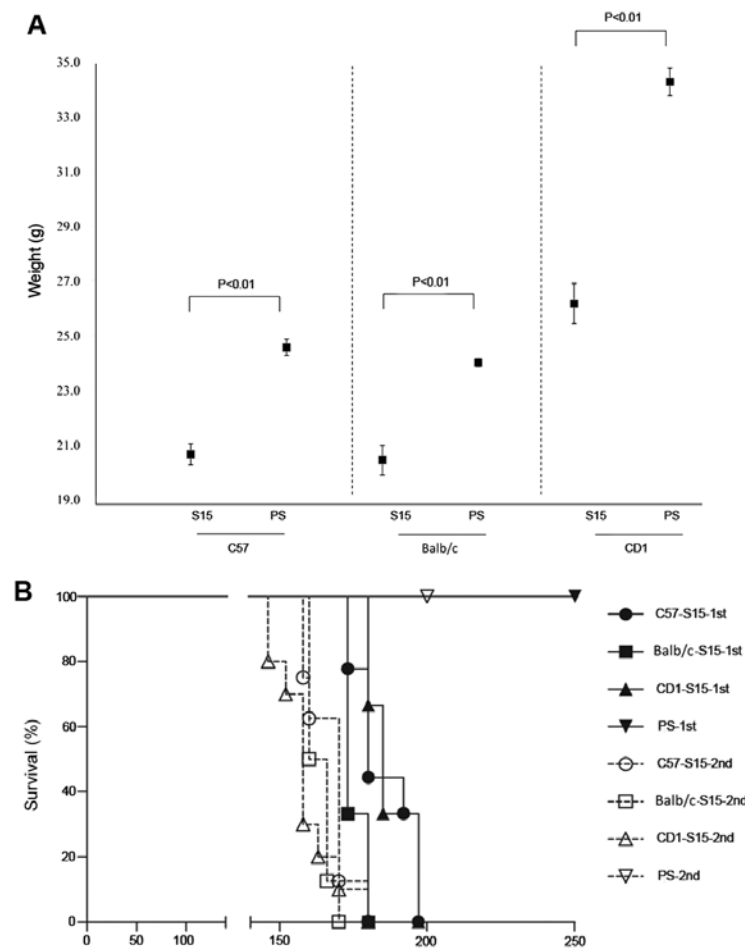 A
P<0.01
35.0
33.0
31.0
29.0
27.0
25.0
23.0
21.0
19.0
Weight (g)
P<0.01
P<0.01
S15 PS S15 PS S15 PS
C57 Balb/c CD1
B
Survival (%)
100
80
60
40
20
0
0 50 100 150 200 250
C57-S15-1st
Balb/c-S15-1st
CD1-S15-1st
PS-1st
C57-S15-2nd
Balb/c-S15-2nd
CD1-S15-2nd
PS-2nd